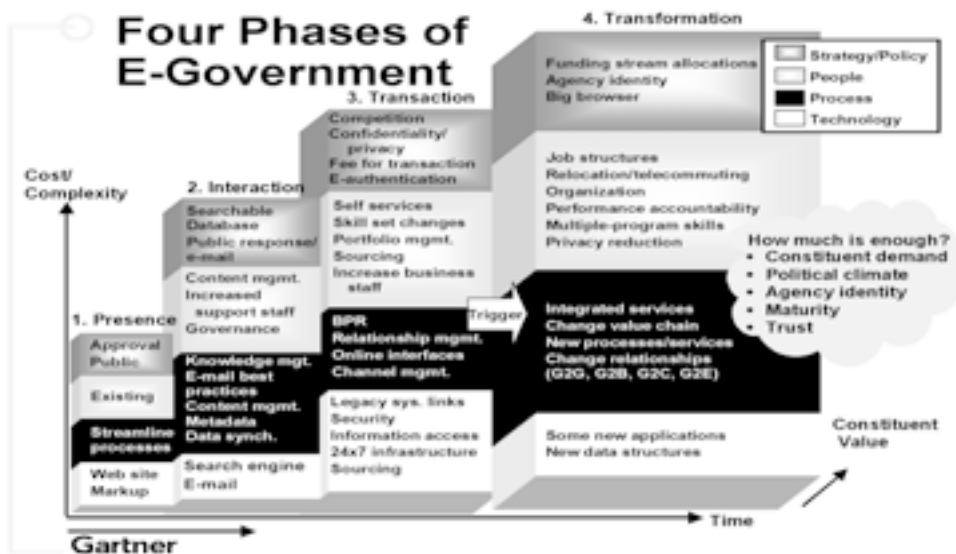 Four Phases of
E-Government
4. Transformation
Funding stream allocations
Agency identity
Big browser
Strategy/Policy
People
Process
Technology
3. Transaction
Competition
Confidentiality/
privacy
Fee for transaction
E-authentication
Job structures
Relocation/telecommuting
Organization
Performance accountability
Multiple-program skills
Privacy reduction
Cost/
Complexity
2. Interaction
Searchable
Database
Public response/
e-mail
Self services
Skill set changes
Portfolio mgmt.
Sourcing
Increase business
staff
How much is enough?
• Constituent demand
• Political climate
• Agency identity
• Maturity
• Trust
Content mgmt.
Increased
support staff
Governance
1. Presence
Approval
Public
Existing
Streamline
processes
Web site
Markup
Knowledge mgt.
E-mail best
practices
Content mgmt.
Metadata
Data synch.
Search engine
E-mail
BPR
Relationship mgmt.
Online interfaces
Channel mgmt.
Trigger
Legacy sys. links
Security
Information access
24x7 infrastructure
Sourcing
Integrated services
Change value chain
New processes/services
Change relationships
(G2G, G2B, G2C, G2E)
Some new applications
New data structures
Constituent
Value
Time
Gartner